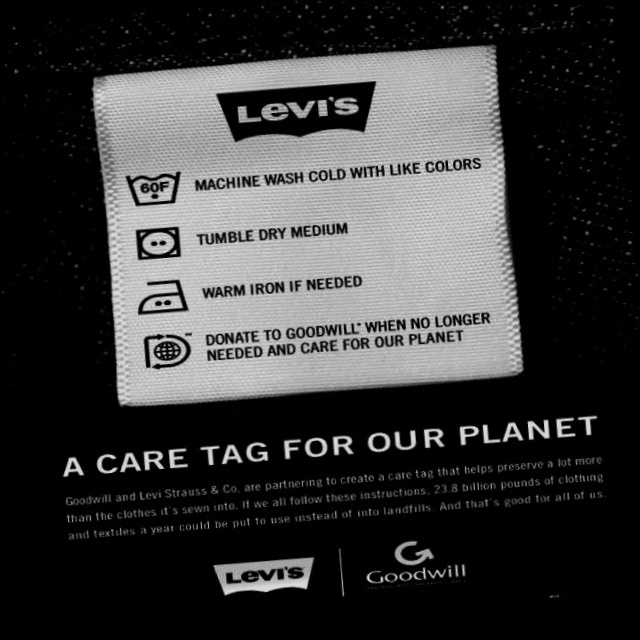 LEVI'S
60F MACHINE WASH COLD WITH LIKE COLORS
TUMBLE DRY MEDIUM
WARM IRON IF NEEDED
DONATE TO GOODWILL® WHEN NO LONGER
NEEDED AND CARE FOR OUR PLANET
A CARE TAG FOR OUR PLANET
Goodwill and Levi Strauss & Co. are partnering to create a care tag that helps preserve a lot more
than the clothes it's sewn into. If we all follow these instructions, 23.8 billion pounds of clothing
and textiles a year could be put to use instead of into landfills. And that's good for all of us.
LEVI'S
Goodwill